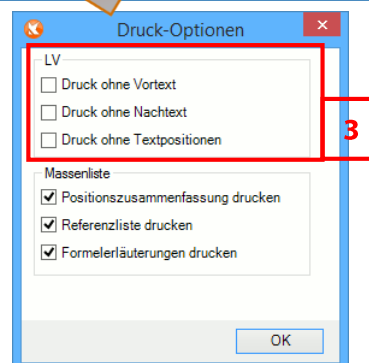 Druck-Optionen
LV
Druck ohne Vortext
Druck ohne Nachtext
Druck ohne Textpositionen
3
Massenliste
Positionszusammenfassung drucken
Referenzliste drucken
Formelerläuterungen drucken
OK